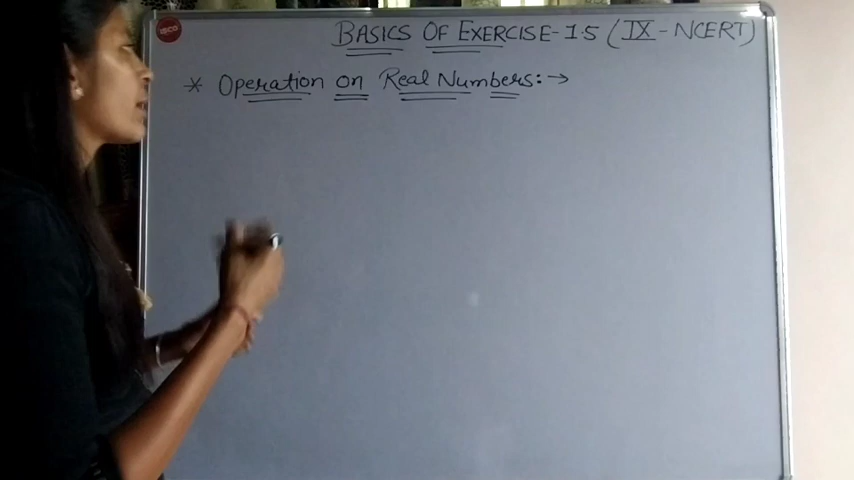 BASICS OF EXERCISE-1.5 (IX-NCERT)
* Operation on Real Numbers:→